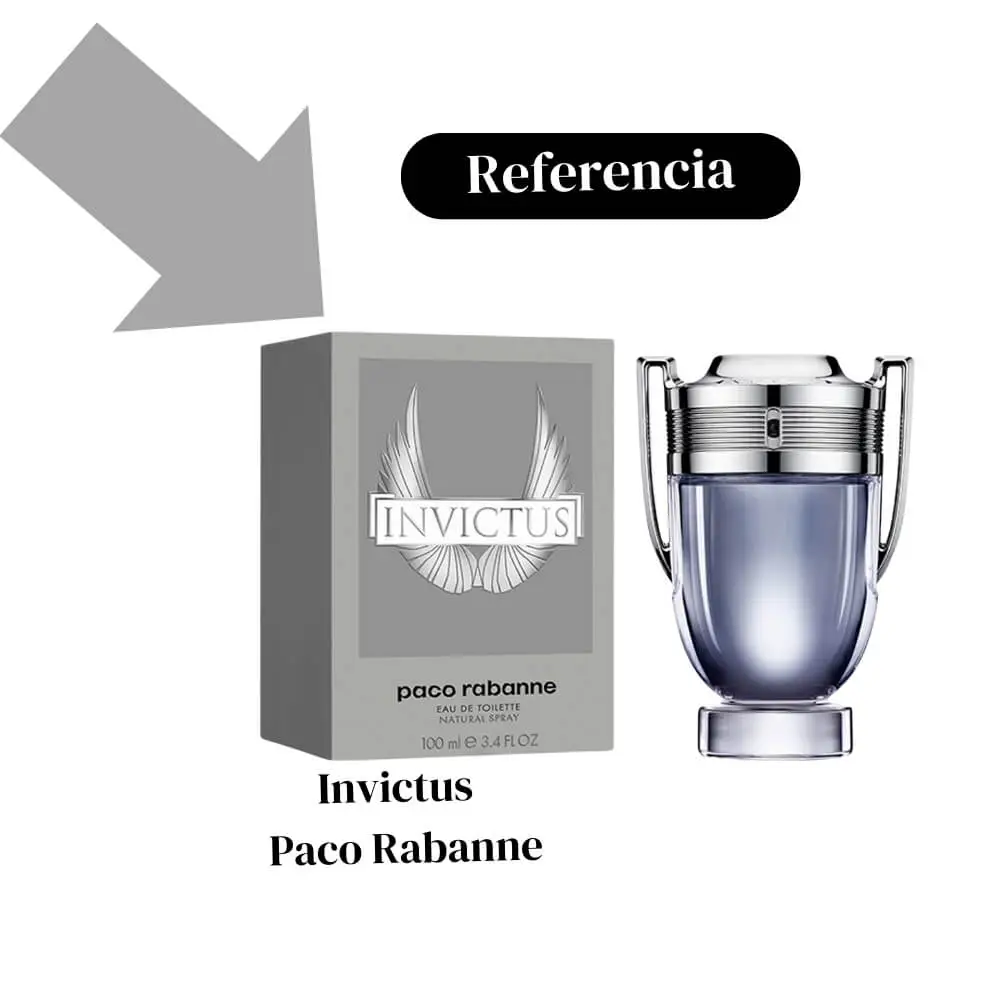 Referencia
INVICTUS
paco rabanne
EAU DE TOILETTE
NATURAL SPRAY
100 ml e 3.4 FL OZ
Invictus
Paco Rabanne